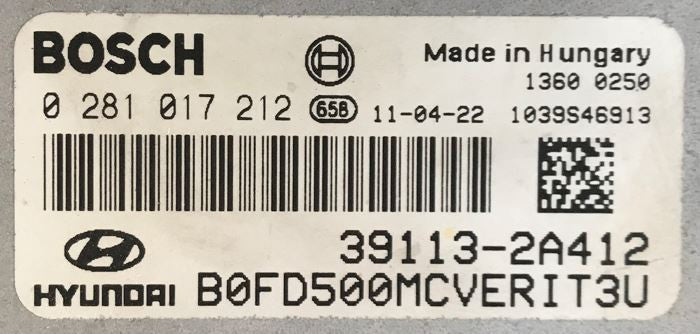 BOSCH
Made in Hungary
1360 0250
0 281 017 212 658 11-04-22 1039S46913
39113-2A412
HYUNDAI B0FD500MCVERIT3U